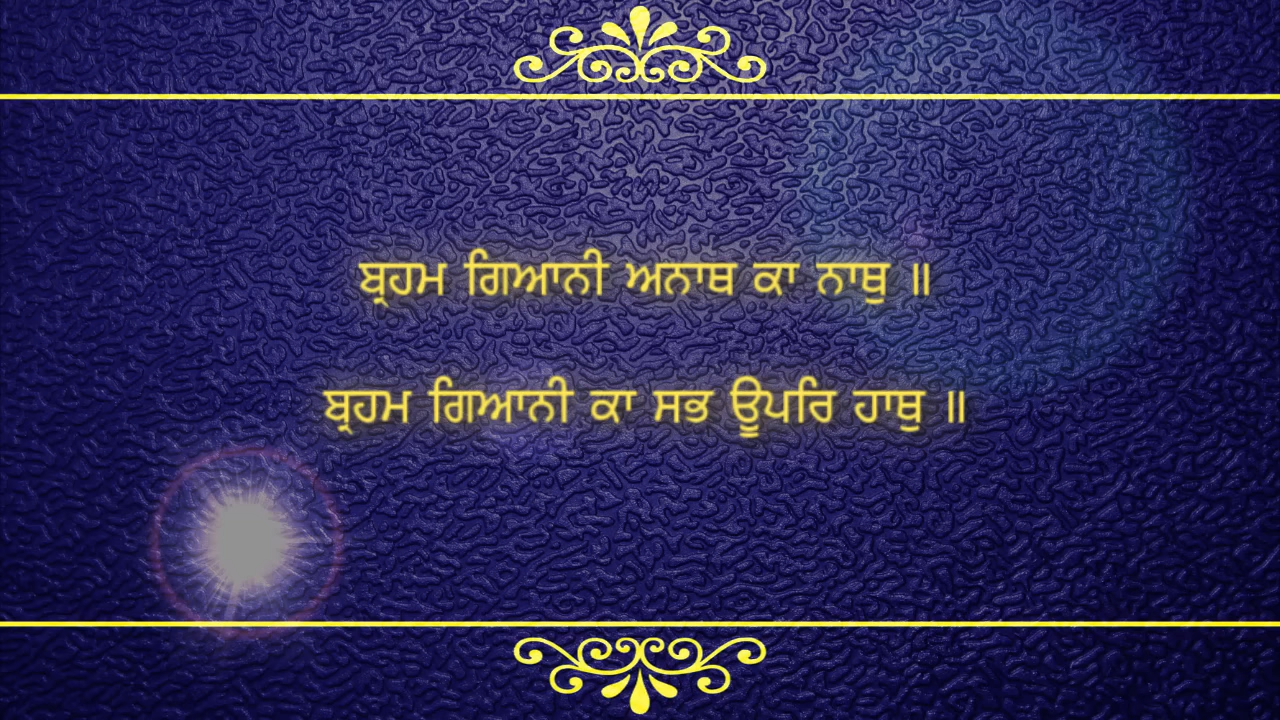 ਬ੍ਰਹਮ ਗਿਆਨੀ ਅਨਾਥ ਕਾ ਨਾਥੁ ॥
ਬ੍ਰਹਮ ਗਿਆਨੀ ਕਾ ਸਭ ਊਪਰਿ ਹਾਥੁ ॥